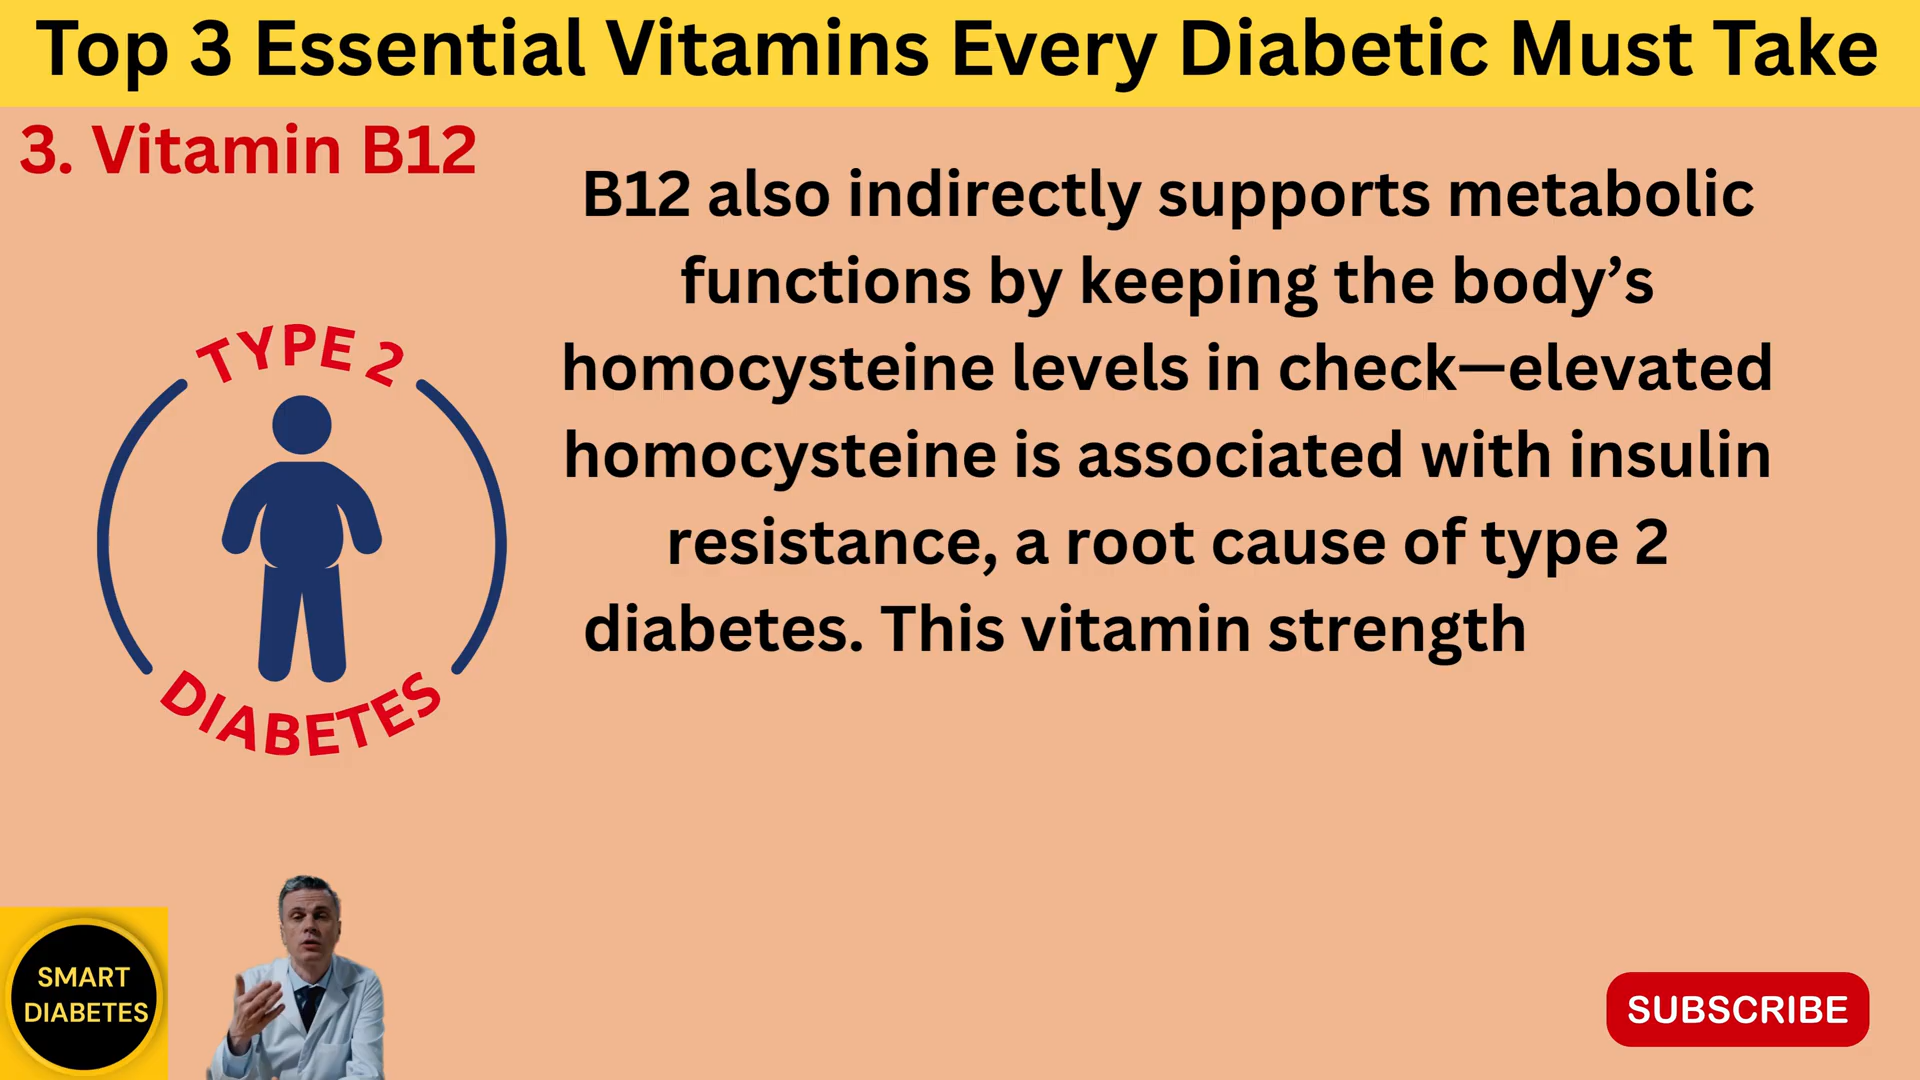 Top 3 Essential Vitamins Every Diabetic Must Take
3. Vitamin B12
B12 also indirectly supports metabolic
functions by keeping the body’s
homocysteine levels in check—elevated
homocysteine is associated with insulin
resistance, a root cause of type 2
diabetes. This vitamin strength
TYPE 2
DIABETES
SMART
DIABETES
SUBSCRIBE